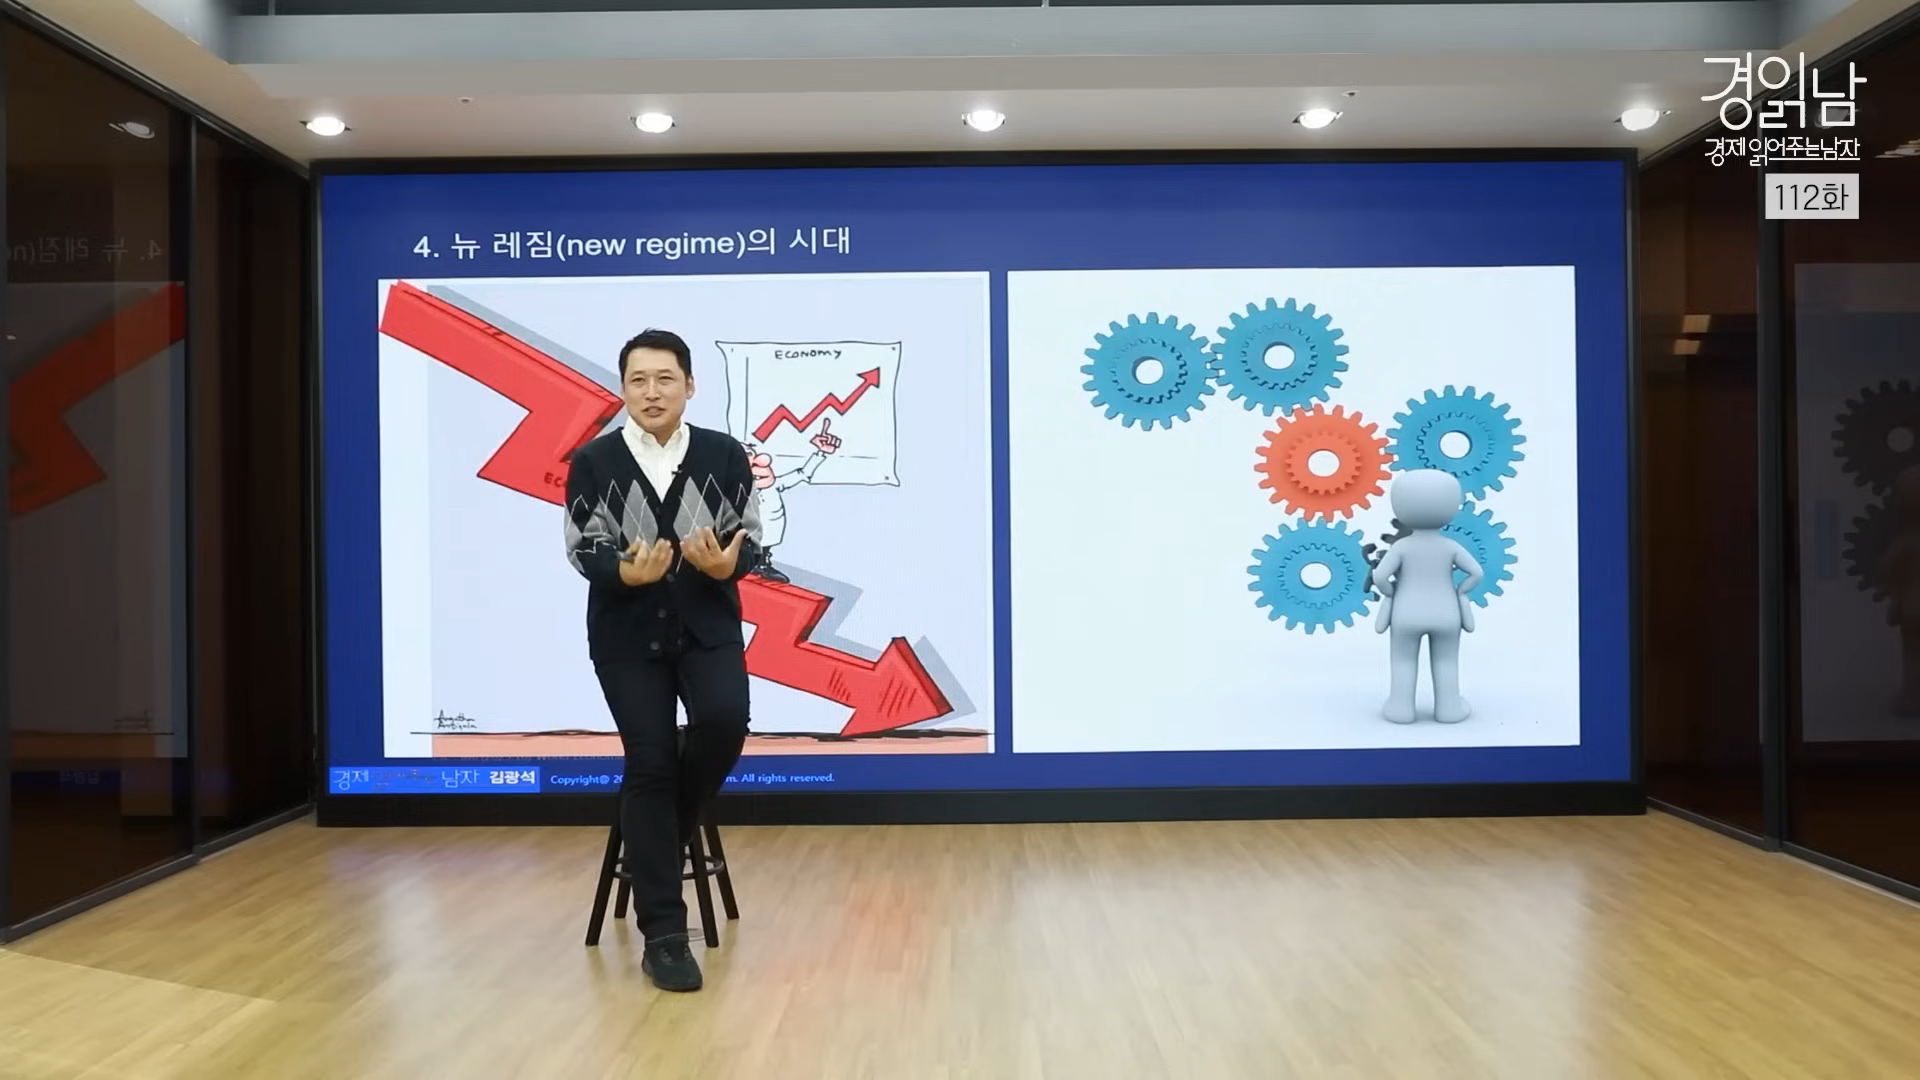 경읽남
경제 읽어주는 남자
112화
4. 뉴 레짐(new regime)의 시대
ECONOMY
EC
경제 남자 김광석
Copyright@ 20 m. All rights reserved.